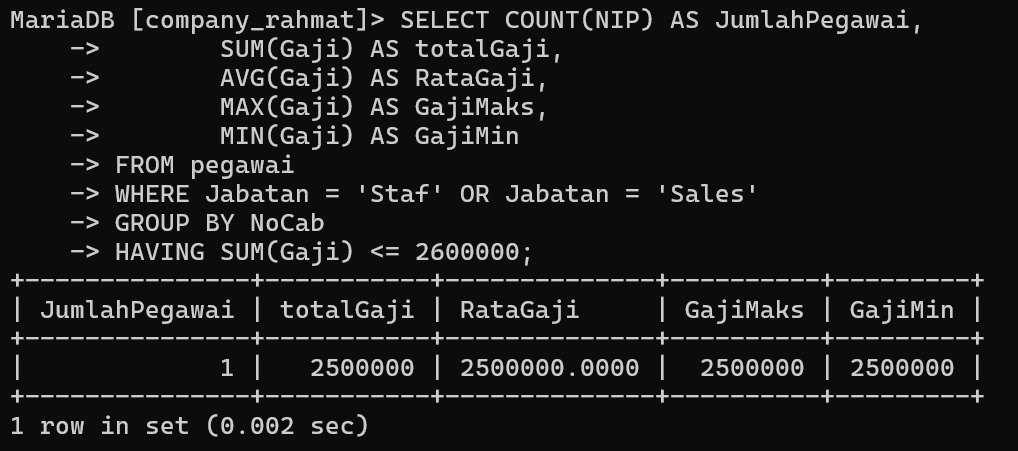 MariaDB [company_rahmat]> SELECT COUNT(NIP) AS JumlahPegawai,
    ->        SUM(Gaji) AS totalGaji,
    ->        AVG(Gaji) AS RataGaji,
    ->        MAX(Gaji) AS GajiMaks,
    ->        MIN(Gaji) AS GajiMin
    -> FROM pegawai
    -> WHERE Jabatan = 'Staf' OR Jabatan = 'Sales'
    -> GROUP BY NoCab
    -> HAVING SUM(Gaji) <= 2600000;
+---------------+-----------+--------------+----------+---------+
| JumlahPegawai | totalGaji | RataGaji     | GajiMaks | GajiMin |
+---------------+-----------+--------------+----------+---------+
|             1 |   2500000 | 2500000.0000 |  2500000 | 2500000 |
+---------------+-----------+--------------+----------+---------+
1 row in set (0.002 sec)